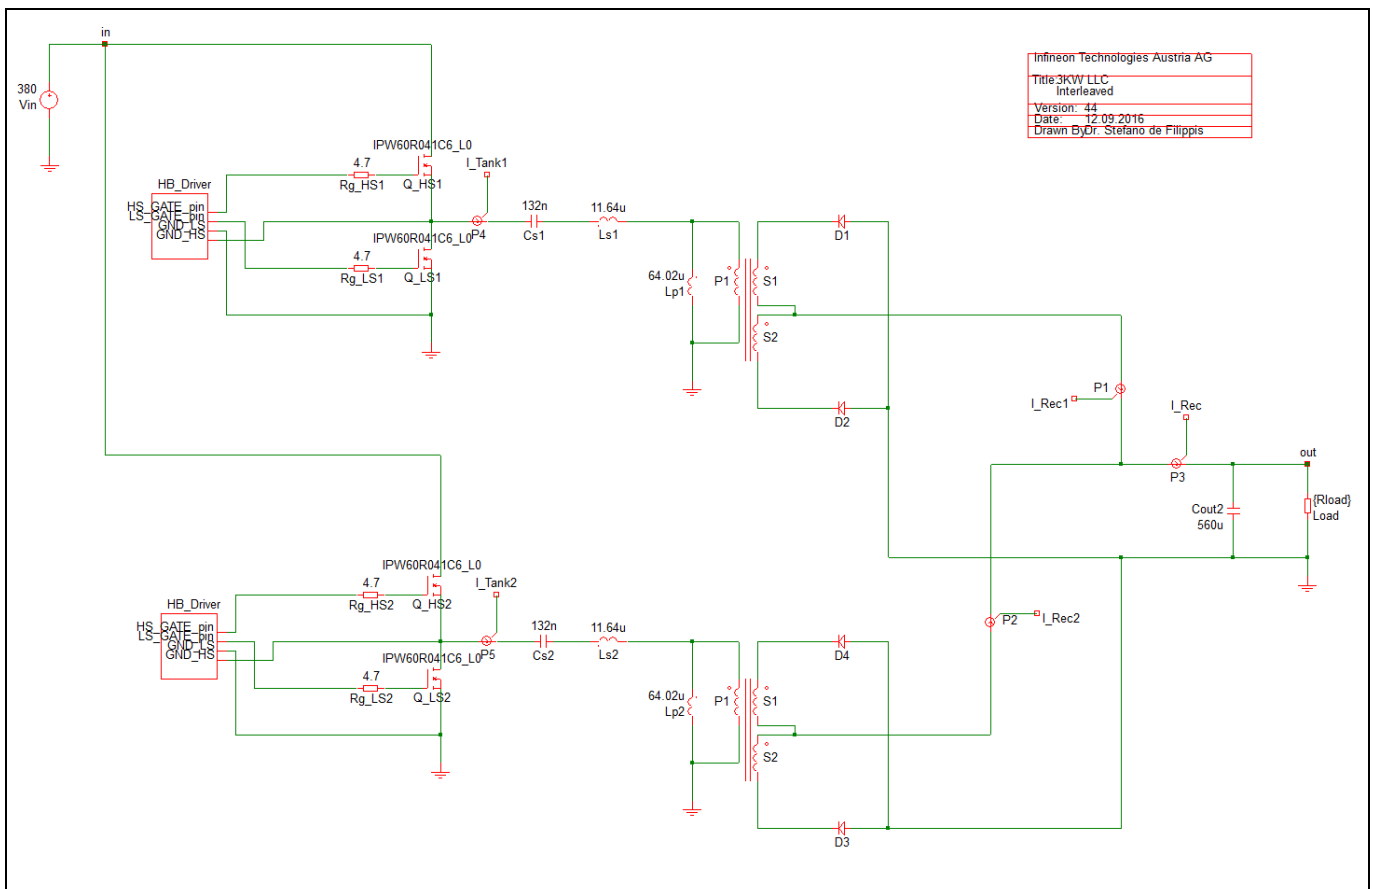 in
Infineon Technologies Austria AG
Title:3KW LLC
Interleaved
Version: 44
Date: 12.09.2016
Drawn By:Dr. Stefano de Filippis
380
Vin
IPW60R041C6_L0
4.7
Rg_HS1
Q_HS1
I_Tank1
HB_Driver
HS_GATE_pin
LS_GATE_pin
GND_LS
GND_HS
132n
Cs1
11.64u
Ls1
P4
IPW60R041C6_L0
4.7
Rg_LS1
Q_LS1
D1
64.02u
Lp1
P1
S1
S2
D2
P1
I_Rec1
I_Rec
P3
out
Cout2
560u
{Rload}
Load
IPW60R041C6_L0
4.7
Rg_HS2
Q_HS2
I_Tank2
HB_Driver
HS_GATE_pin
LS_GATE_pin
GND_LS
GND_HS
132n
Cs2
11.64u
Ls2
P5
IPW60R041C6_L0
4.7
Rg_LS2
Q_LS2
D4
P2
I_Rec2
64.02u
Lp2
P1
S1
S2
D3